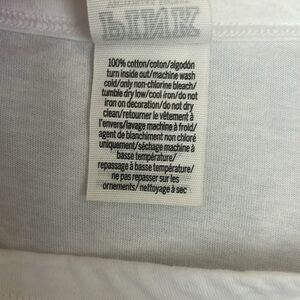 PINK
100% cotton/coton/algodón
turn inside out/machine wash
cold/only non-chlorine bleach/
tumble dry low/cool iron/do not
iron on decoration/do not dry
clean/retourner le vêtement à
l'envers/lavage machine à froid/
agent de blanchiment non chloré
uniquement/séchage machine à
basse température/
repassage à basse température/
ne pas repasser sur les
ornements/ nettoyage à sec